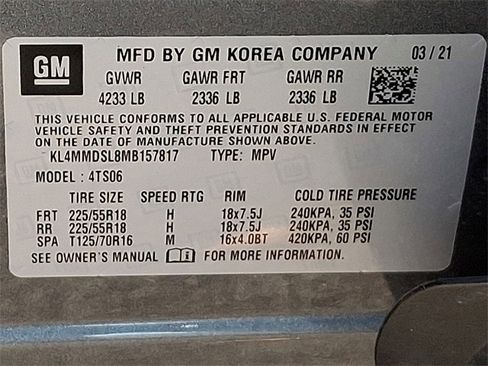 GM MFD BY GM KOREA COMPANY 03 / 21
GVWR GAWR FRT GAWR RR
4233 LB 2336 LB 2336 LB
THIS VEHICLE CONFORMS TO ALL APPLICABLE U.S. FEDERAL MOTOR
VEHICLE SAFETY AND THEFT PREVENTION STANDARDS IN EFFECT
ON THE DATE OF MANUFACTURE SHOWN ABOVE.
KL4MMDSL8MB157817 TYPE: MPV
MODEL : 4TS06
TIRE SIZE SPEED RTG RIM COLD TIRE PRESSURE
FRT 225/55R18 H 18x7.5J 240KPA, 35 PSI
RR 225/55R18 H 18x7.5J 240KPA, 35 PSI
SPA T125/70R16 M 16x4.0BT 420KPA, 60 PSI
SEE OWNER'S MANUAL FOR MORE INFORMATION.